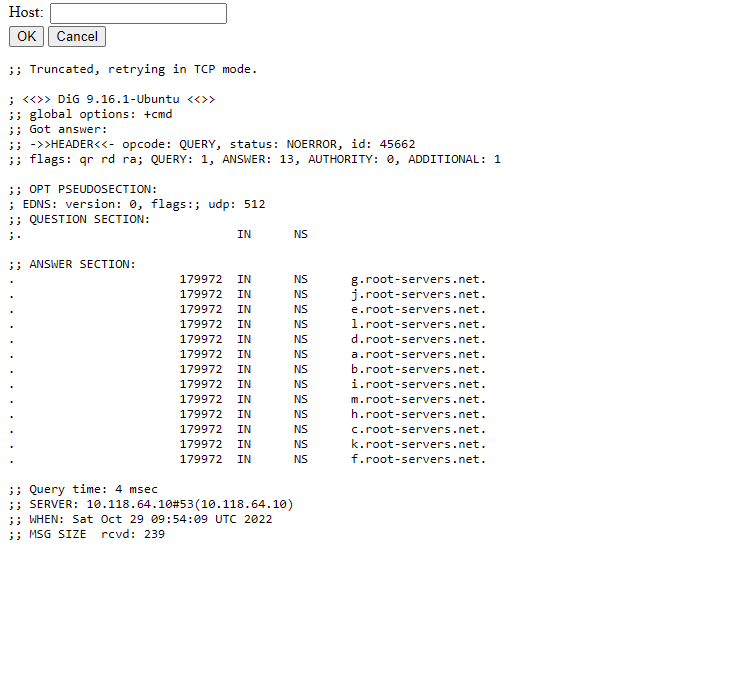 Host:
OK Cancel
;; Truncated, retrying in TCP mode.
; <<>> DiG 9.16.1-Ubuntu <<>>
;; global options: +cmd
;; Got answer:
;; ->>HEADER<<- opcode: QUERY, status: NOERROR, id: 45662
;; flags: qr rd ra; QUERY: 1, ANSWER: 13, AUTHORITY: 0, ADDITIONAL: 1
;; OPT PSEUDOSECTION:
; EDNS: version: 0, flags:; udp: 512
;; QUESTION SECTION:
;. IN NS
;; ANSWER SECTION:
. 179972 IN NS g.root-servers.net.
. 179972 IN NS j.root-servers.net.
. 179972 IN NS e.root-servers.net.
. 179972 IN NS l.root-servers.net.
. 179972 IN NS d.root-servers.net.
. 179972 IN NS a.root-servers.net.
. 179972 IN NS b.root-servers.net.
. 179972 IN NS i.root-servers.net.
. 179972 IN NS m.root-servers.net.
. 179972 IN NS h.root-servers.net.
. 179972 IN NS c.root-servers.net.
. 179972 IN NS k.root-servers.net.
. 179972 IN NS f.root-servers.net.
;; Query time: 4 msec
;; SERVER: 10.118.64.10#53(10.118.64.10)
;; WHEN: Sat Oct 29 09:54:09 UTC 2022
;; MSG SIZE rcvd: 239